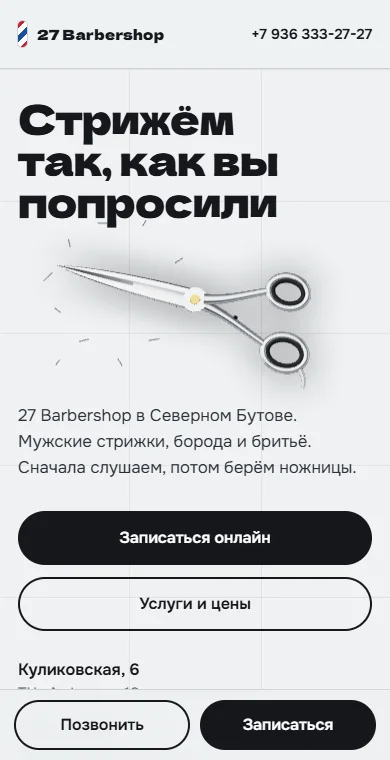 27 Barbershop
+7 936 333-27-27
Стрижём
так, как вы
попросили
27 Barbershop в Северном Бутове.
Мужские стрижки, борода и бритьё.
Сначала слушаем, потом берём ножницы.
Записаться онлайн
Услуги и цены
Куликовская, 6
Позвонить
Записаться